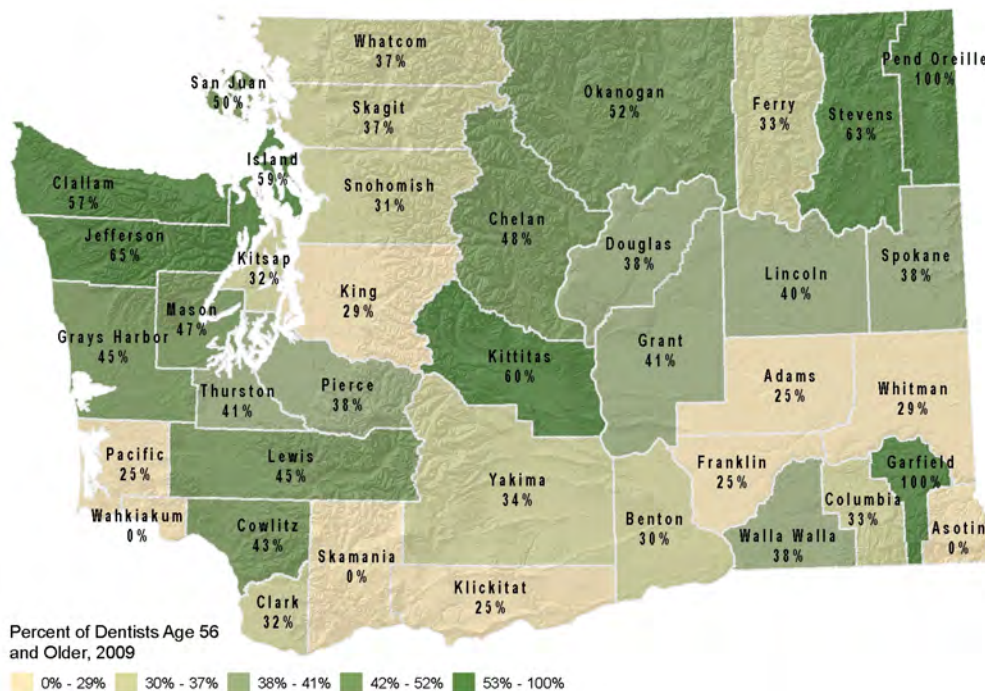 Whatcom
37%
San Juan
50%
Skagit
37%
Okanogan
52%
Ferry
33%
Stevens
63%
Pend Oreille
100%
Island
59%
Snohomish
31%
Clallam
57%
Jefferson
65%
Chelan
48%
Douglas
38%
Kitsap
32%
King
29%
Lincoln
40%
Spokane
38%
Mason
47%
Grays Harbor
45%
Kittitas
60%
Grant
41%
Thurston
41%
Pierce
38%
Adams
25%
Whitman
29%
Pacific
25%
Lewis
45%
Yakima
34%
Franklin
25%
Garfield
100%
Columbia
33%
Wahkiakum
0%
Cowlitz
43%
Skamania
0%
Benton
30%
Walla Walla
38%
Asotin
0%
Klickitat
25%
Clark
32%
Percent of Dentists Age 56
and Older, 2009
0% - 29% 30% - 37% 38% - 41% 42% - 52% 53% - 100%